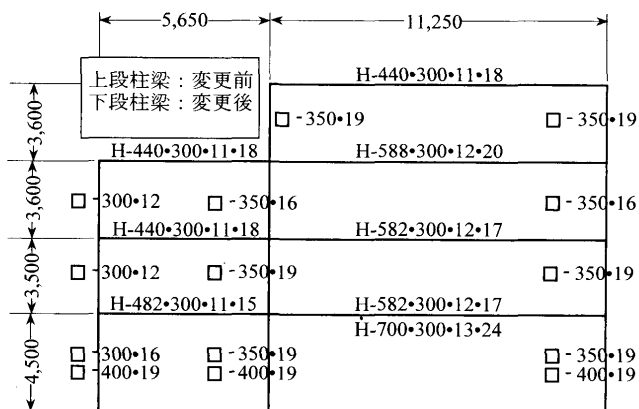 5,650
11,250
上段柱梁：変更前
下段柱梁：変更後
H-440•300•11•18
3,600
□ -350•19
□ -350•19
H-440•300•11•18
H-588•300•12•20
3,600
□ -300•12
□ -350•16
□ -350•16
H-440•300•11•18
H-582•300•12•17
3,500
□ -300•12
□ -350•19
□ -350•19
H-482•300•11•15
H-582•300•12•17
H-700•300•13•24
4,500
□ -300•16
□ -350•19
□ -350•19
□ -400•19
□ -400•19
□ -400•19